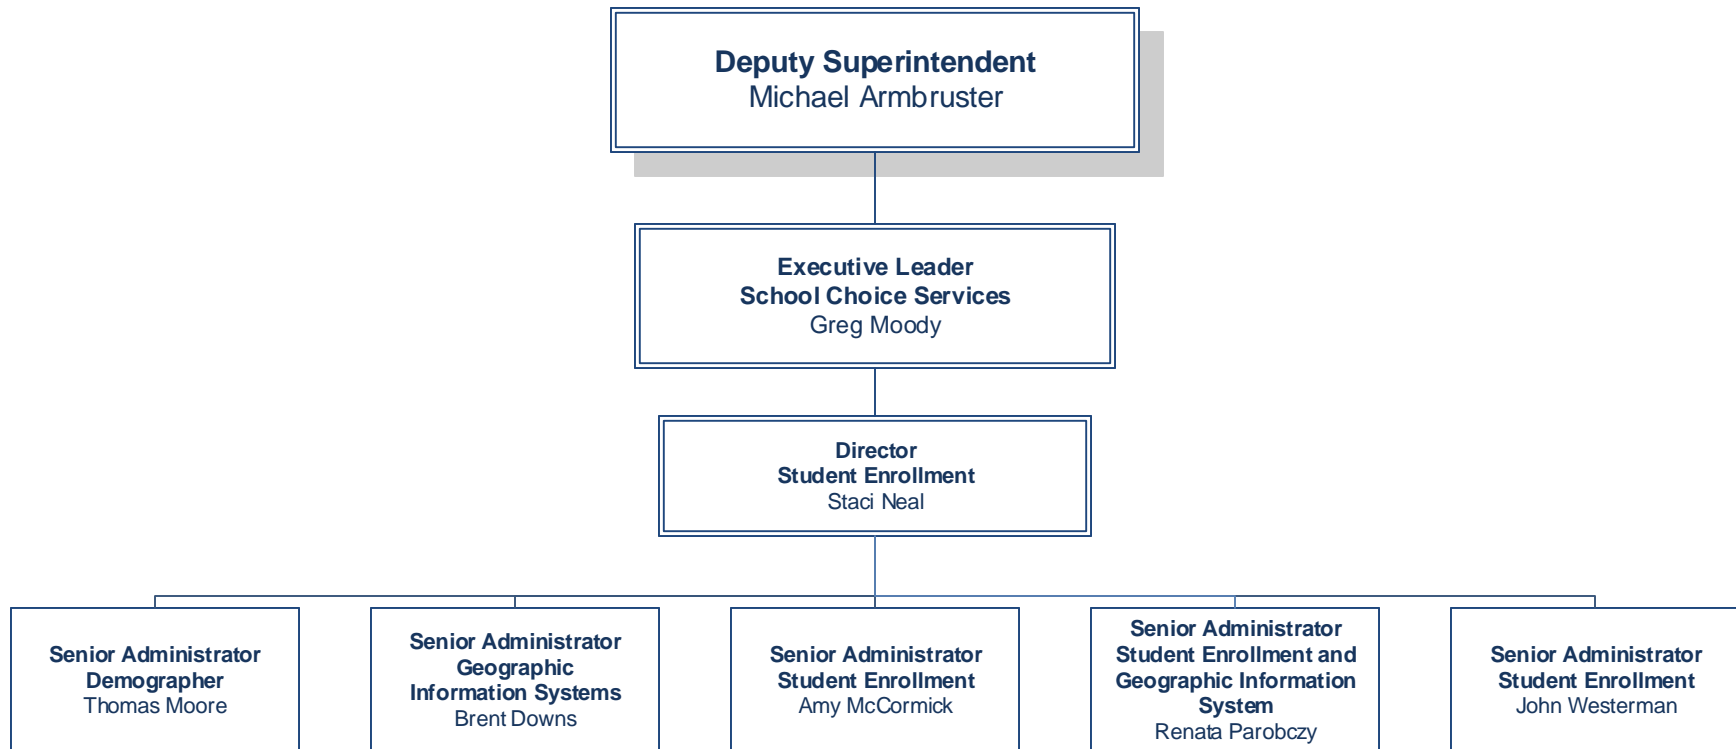 Deputy Superintendent
Michael Armbruster
Executive Leader
School Choice Services
Greg Moody
Director
Student Enrollment
Staci Neal
Senior Administrator
Demographer
Thomas Moore
Senior Administrator
Geographic
Information Systems
Brent Downs
Senior Administrator
Student Enrollment
Amy McCormick
Senior Administrator
Student Enrollment and
Geographic Information
System
Renata Parobczy
Senior Administrator
Student Enrollment
John Westerman